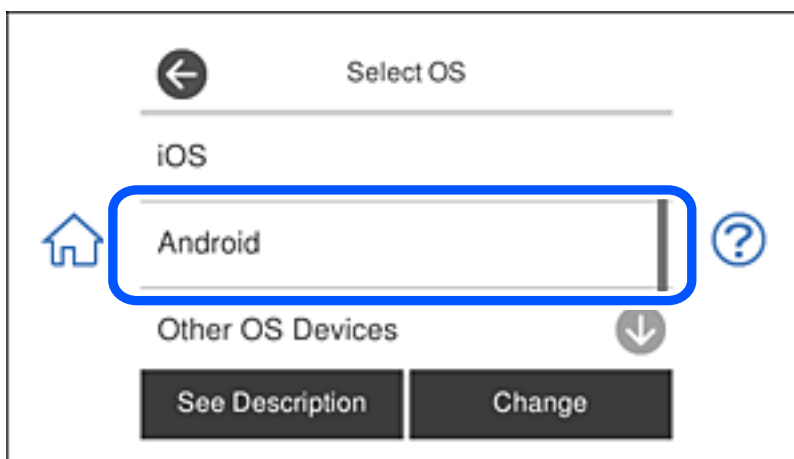 Select OS
iOS
Android
?
Other OS Devices
See Description
Change